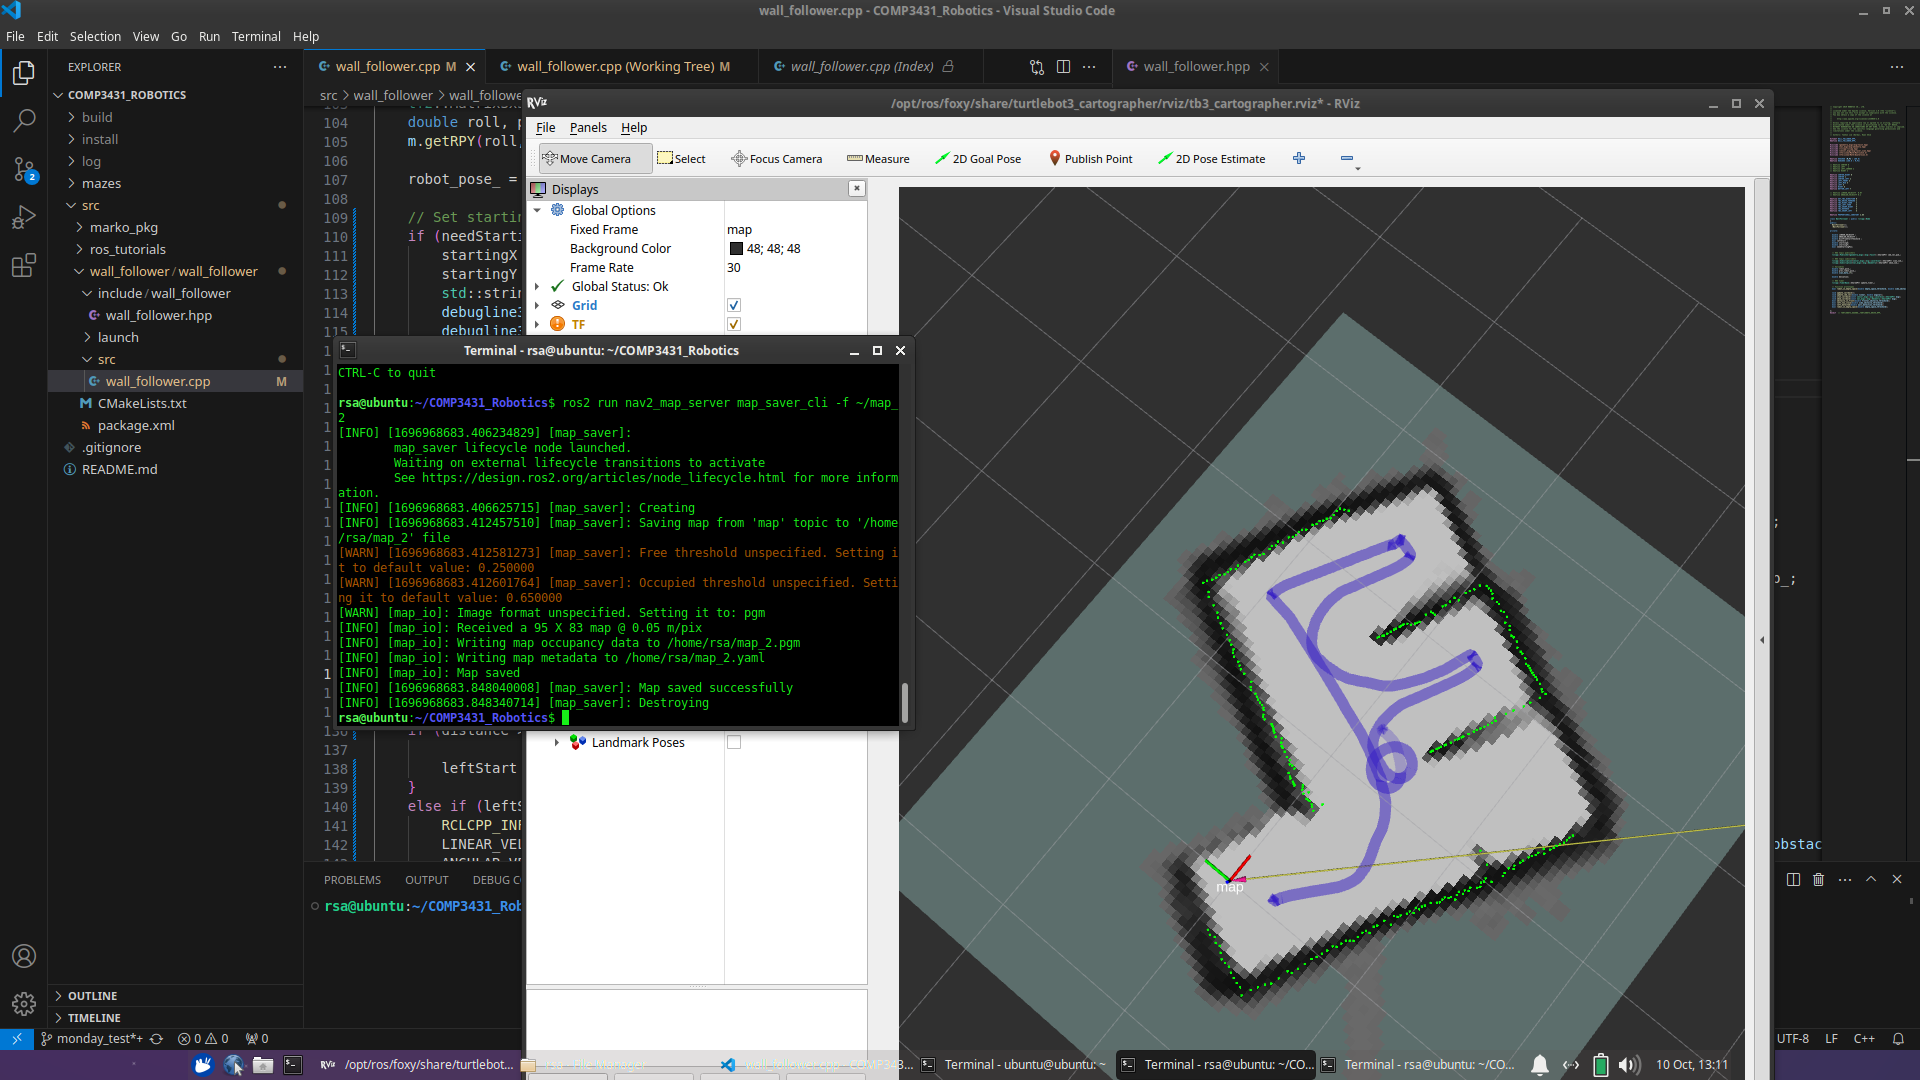 wall_follower.cpp - COMP3431_Robotics - Visual Studio Code
File Edit Selection View Go Run Terminal Help
EXPLORER
COMP3431_ROBOTICS
build
install
log
mazes
src
marko_pkg
ros_tutorials
wall_follower / wall_follower
include / wall_follower
wall_follower.hpp
launch
src
wall_follower.cpp M
CMakeLists.txt
package.xml
.gitignore
README.md
OUTLINE
TIMELINE
2
wall_follower.cpp M
wall_follower.cpp (Working Tree) M
wall_follower.cpp (Index)
wall_follower.hpp
src > wall_follower > wall_followe
104 double roll, p
105 m.getRPY(roll,
106
107 robot_pose_ =
108
109 // Set startin
110 if (needStarti
111 startingX
112 startingY
113 std::strin
114 debugline3
115 debugline3
137
138 leftStart
139 }
140 else if (leftS
141 RCLCPP_INF
142 LINEAR_VEL
PROBLEMS OUTPUT DEBUG C
rsa@ubuntu:~/COMP3431_Rob
/opt/ros/foxy/share/turtlebot3_cartographer/rviz/tb3_cartographer.rviz* - RViz
File Panels Help
Move Camera Select Focus Camera Measure 2D Goal Pose Publish Point 2D Pose Estimate
Displays
Global Options
Fixed Frame map
Background Color 48; 48; 48
Frame Rate 30
Global Status: Ok
Grid
TF
Landmark Poses
map
Terminal - rsa@ubuntu: ~/COMP3431_Robotics
CTRL-C to quit
rsa@ubuntu:~/COMP3431_Robotics$ ros2 run nav2_map_server map_saver_cli -f ~/map_
2
[INFO] [1696968683.406234829] [map_saver]:
map_saver lifecycle node launched.
Waiting on external lifecycle transitions to activate
See https://design.ros2.org/articles/node_lifecycle.html for more inform
ation.
[INFO] [1696968683.406625715] [map_saver]: Creating
[INFO] [1696968683.412457510] [map_saver]: Saving map from 'map' topic to '/home
/rsa/map_2' file
[WARN] [1696968683.412581273] [map_saver]: Free threshold unspecified. Setting i
t to default value: 0.250000
[WARN] [1696968683.412601764] [map_saver]: Occupied threshold unspecified. Setti
ng it to default value: 0.650000
[WARN] [map_io]: Image format unspecified. Setting it to: pgm
[INFO] [map_io]: Received a 95 X 83 map @ 0.05 m/pix
[INFO] [map_io]: Writing map occupancy data to /home/rsa/map_2.pgm
[INFO] [map_io]: Writing map metadata to /home/rsa/map_2.yaml
[INFO] [map_io]: Map saved
[INFO] [1696968683.848040008] [map_saver]: Map saved successfully
[INFO] [1696968683.848340714] [map_saver]: Destroying
rsa@ubuntu:~/COMP3431_Robotics$
p_;
obstac
monday_test*+ 0 0 0
UTF-8 LF C++
/opt/ros/foxy/share/turtlebot...
Terminal - ubuntu@ubuntu: ~
Terminal - rsa@ubuntu: ~/CO...
Terminal - rsa@ubuntu: ~/CO...
10 Oct, 13:11